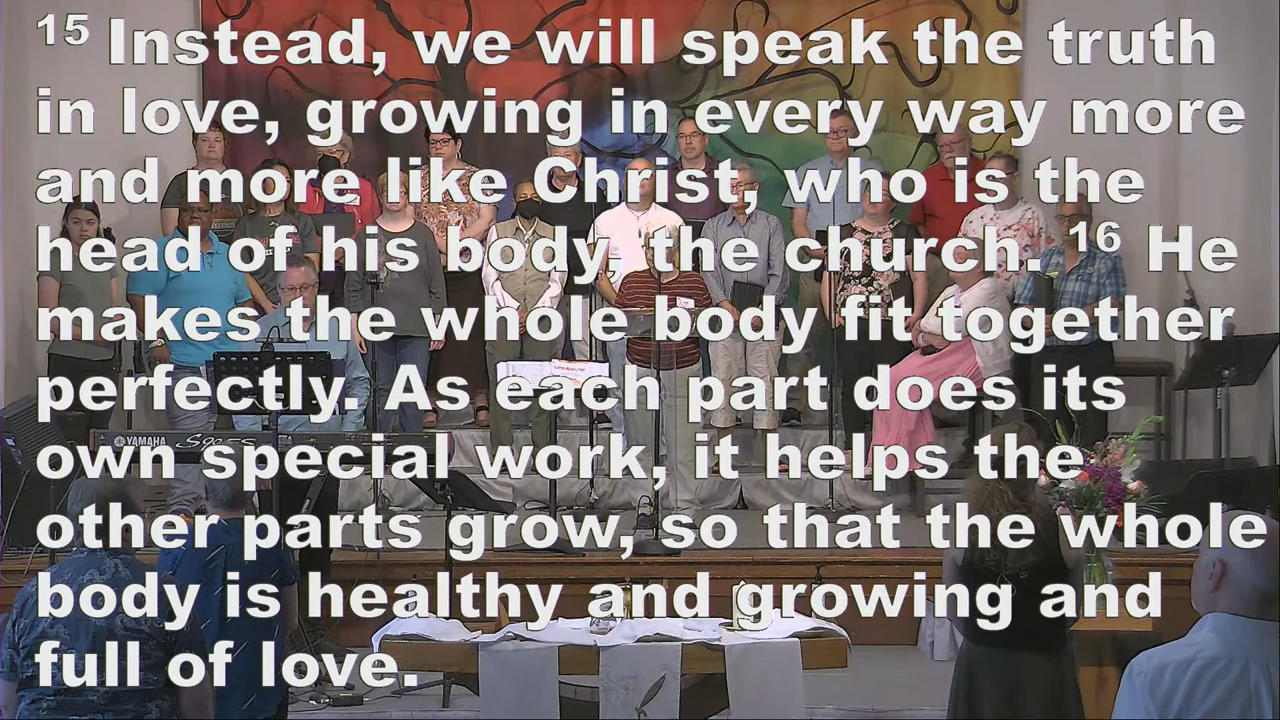 15 Instead, we will speak the truth
in love, growing in every way more
and more like Christ, who is the
head of his body, the church. 16 He
makes the whole body fit together
perfectly. As each part does its
own special work, it helps the
other parts grow, so that the whole
body is healthy and growing and
full of love.
YAMAHA